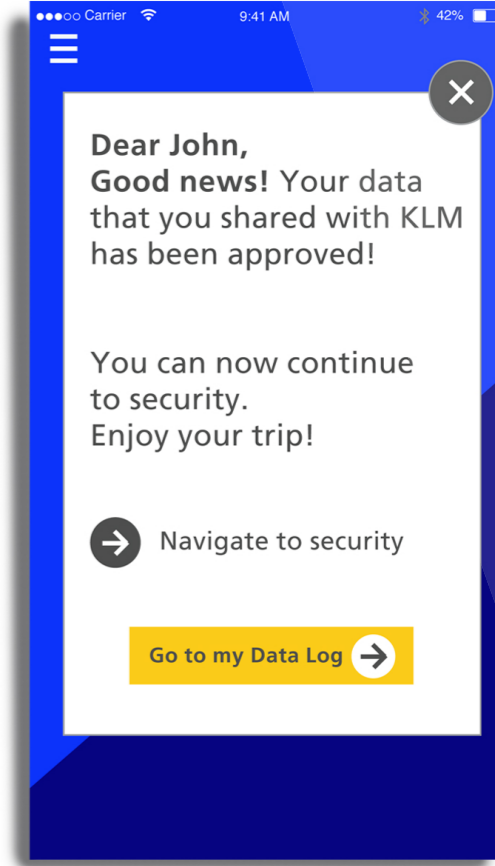 Carrier 9:41 AM 42%
Dear John,
Good news! Your data
that you shared with KLM
has been approved!
You can now continue
to security.
Enjoy your trip!
Navigate to security
Go to my Data Log